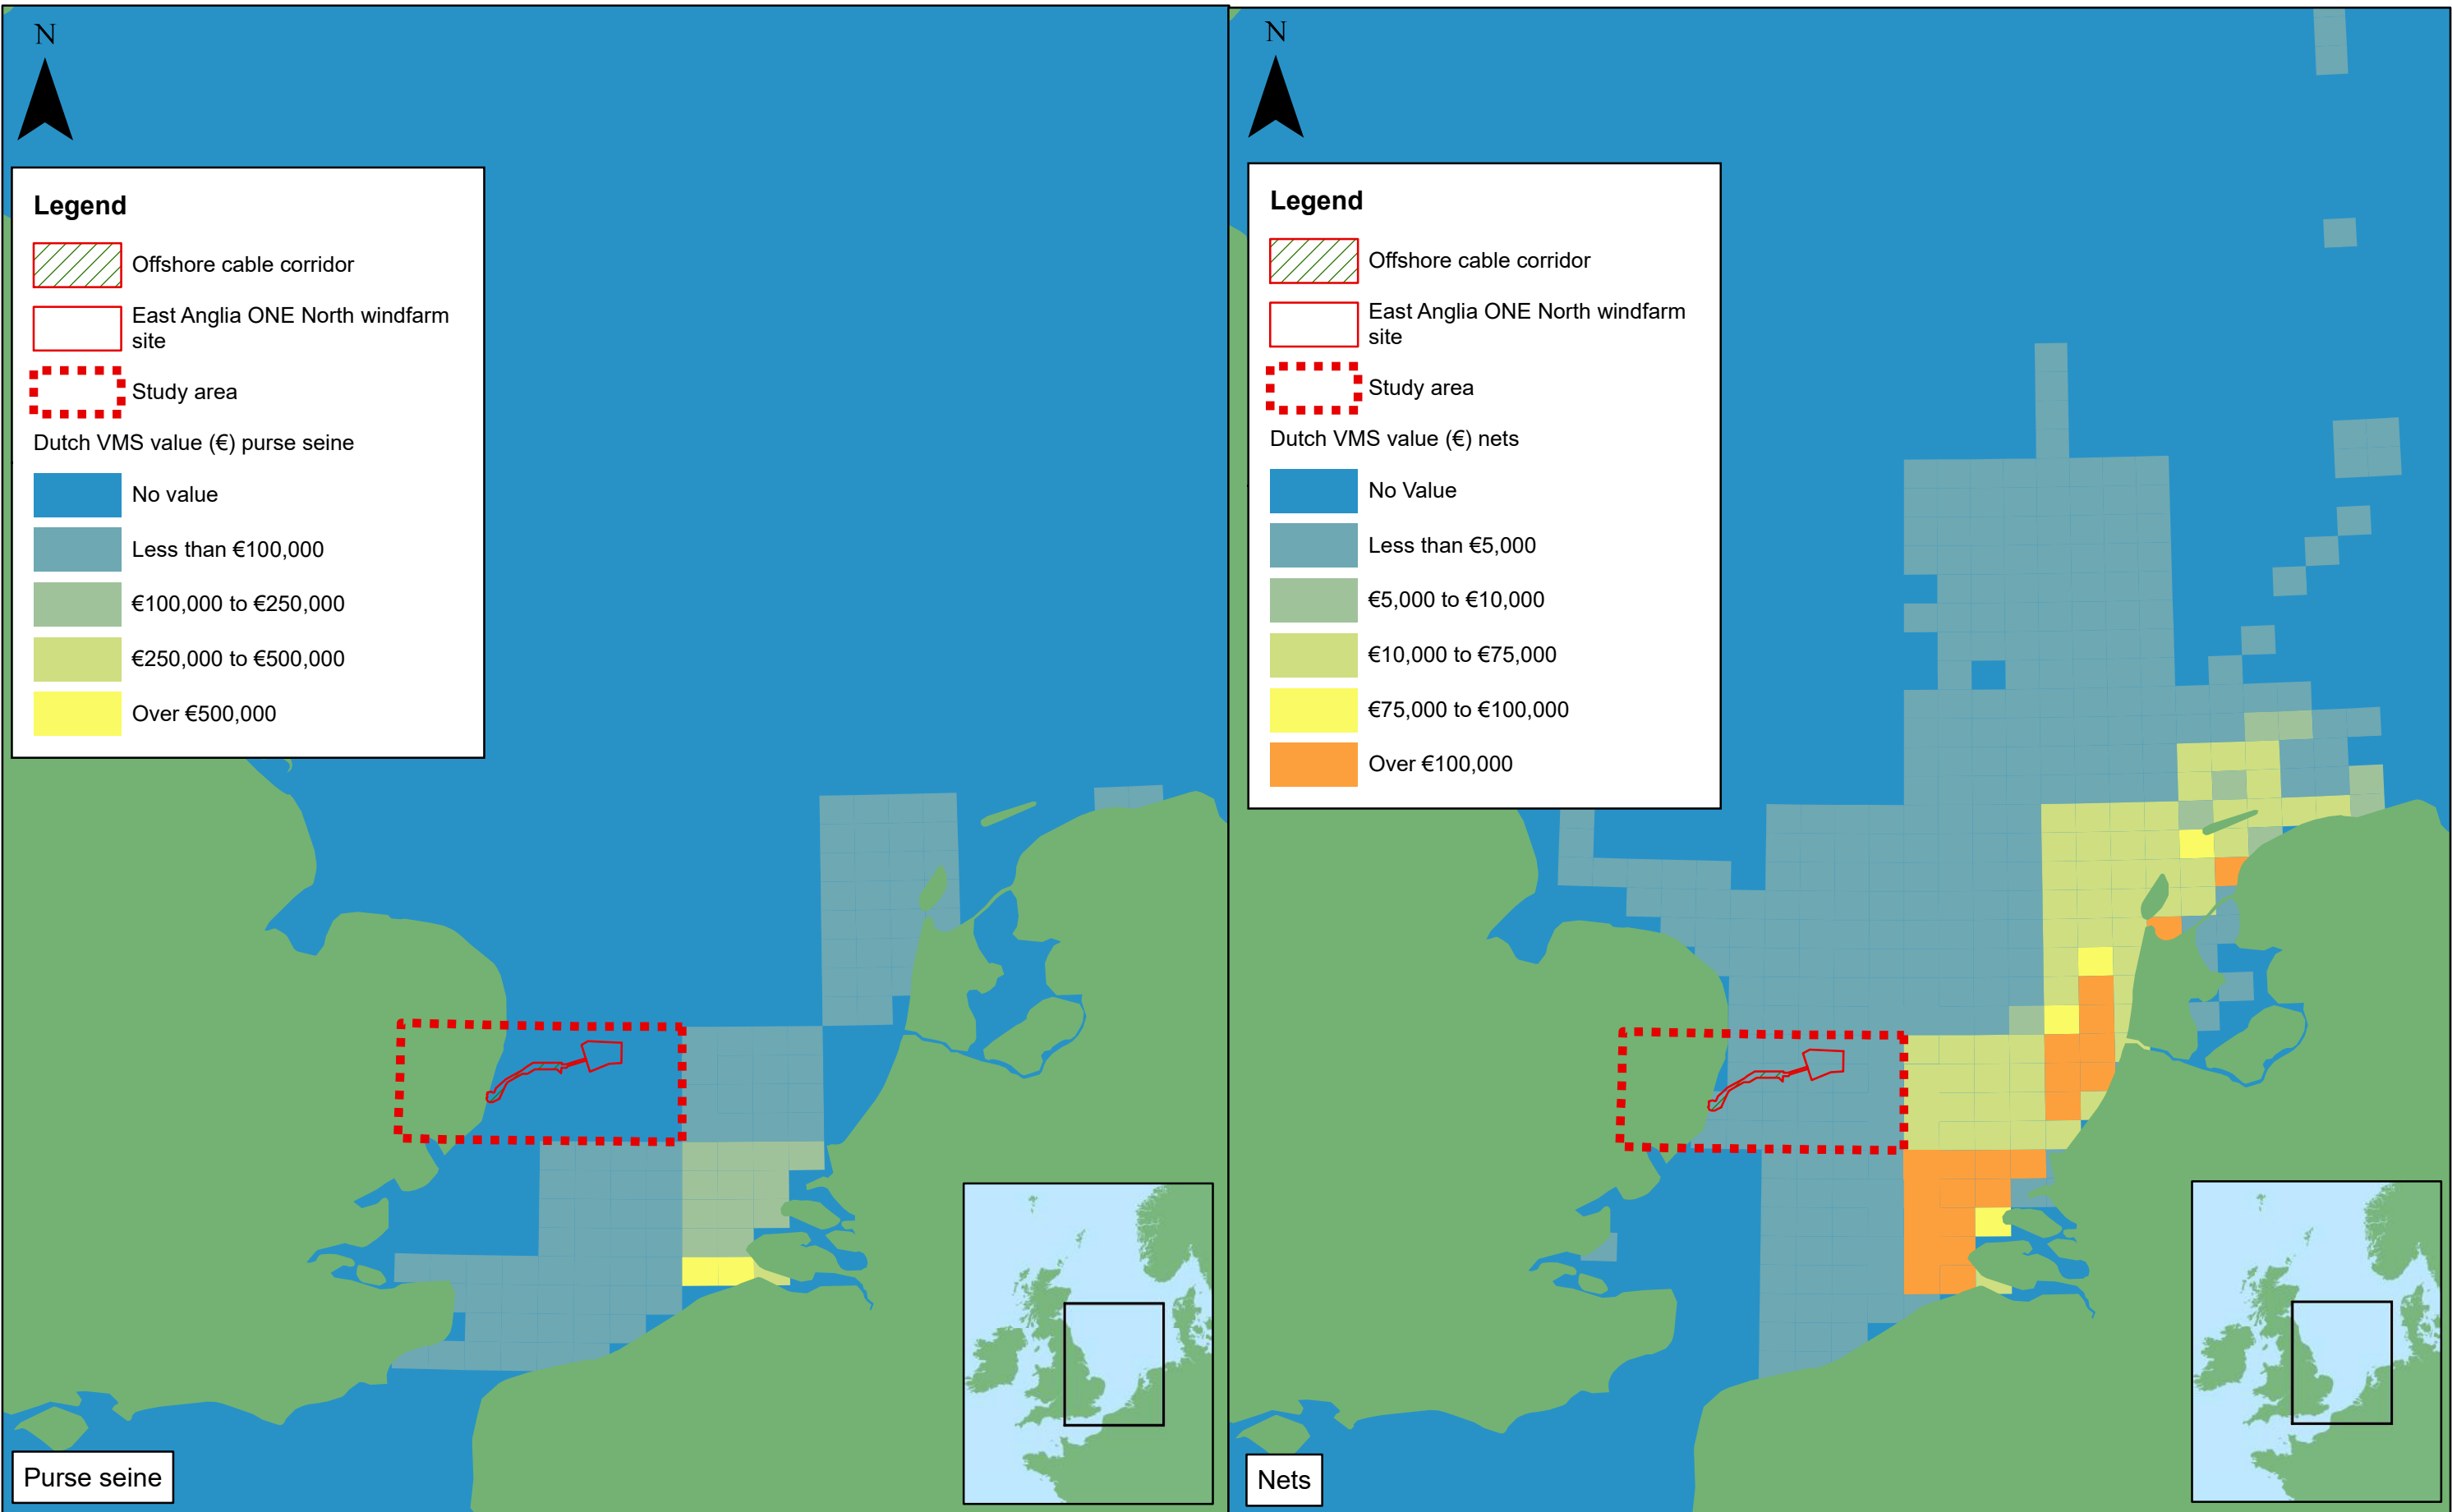 N
Legend
Offshore cable corridor
East Anglia ONE North windfarm
site
Study area
Dutch VMS value (€) purse seine
No value
Less than €100,000
€100,000 to €250,000
€250,000 to €500,000
Over €500,000
Purse seine
N
Legend
Offshore cable corridor
East Anglia ONE North windfarm
site
Study area
Dutch VMS value (€) nets
No Value
Less than €5,000
€5,000 to €10,000
€10,000 to €75,000
€75,000 to €100,000
Over €100,000
Nets